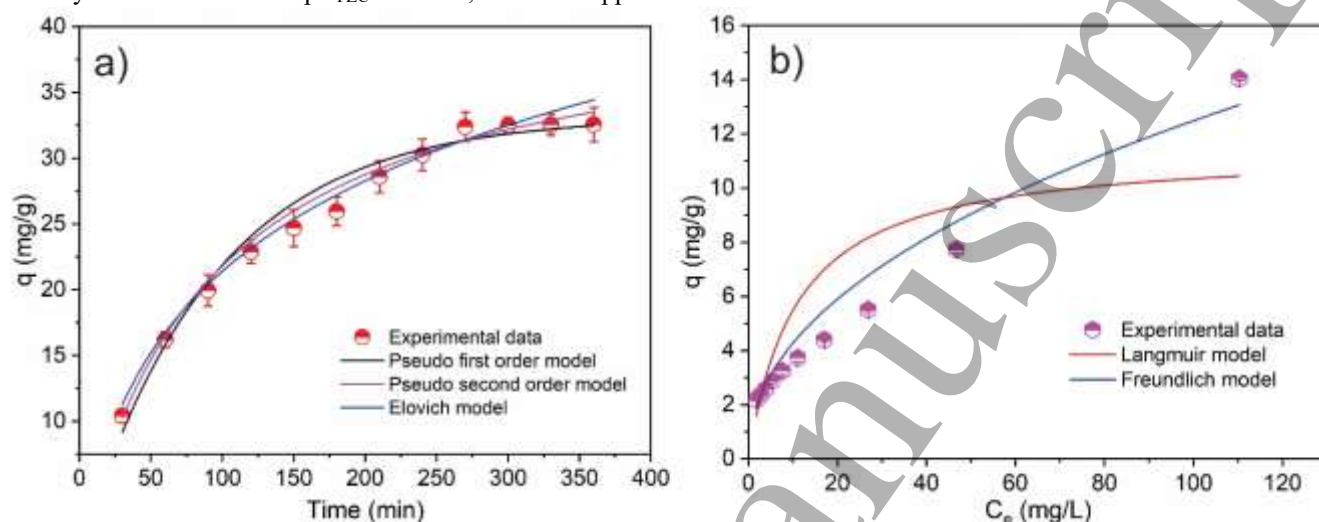 a)
q (mg/g)
40
35
30
25
20
15
10
Experimental data
Pseudo first order model
Pseudo second order model
Elovich model
0 50 100 150 200 250 300 350 400
Time (min)
b)
q (mg/g)
16
14
12
10
8
6
4
2
0
Experimental data
Langmuir model
Freundlich model
0 20 40 60 80 100 120
Cₑ (mg/L)
anuscrip